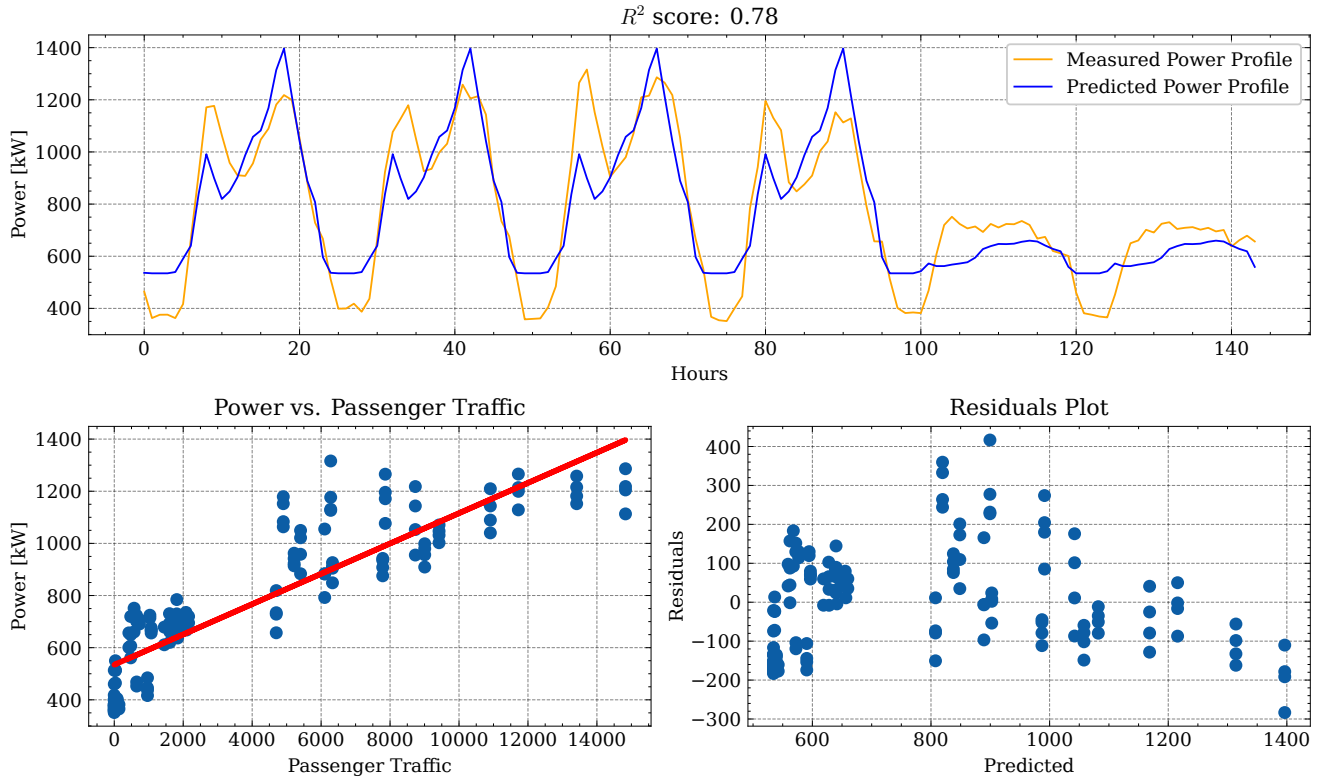 R² score: 0.78
1400
1200
1000
800
600
400
Power [kW]
Measured Power Profile
Predicted Power Profile
0 20 40 60 80 100 120 140
Hours
Power vs. Passenger Traffic
1400
1200
1000
800
600
400
Power [kW]
0 2000 4000 6000 8000 10000 12000 14000
Passenger Traffic
Residuals Plot
400
300
200
100
0
−100
−200
−300
Residuals
600 800 1000 1200 1400
Predicted